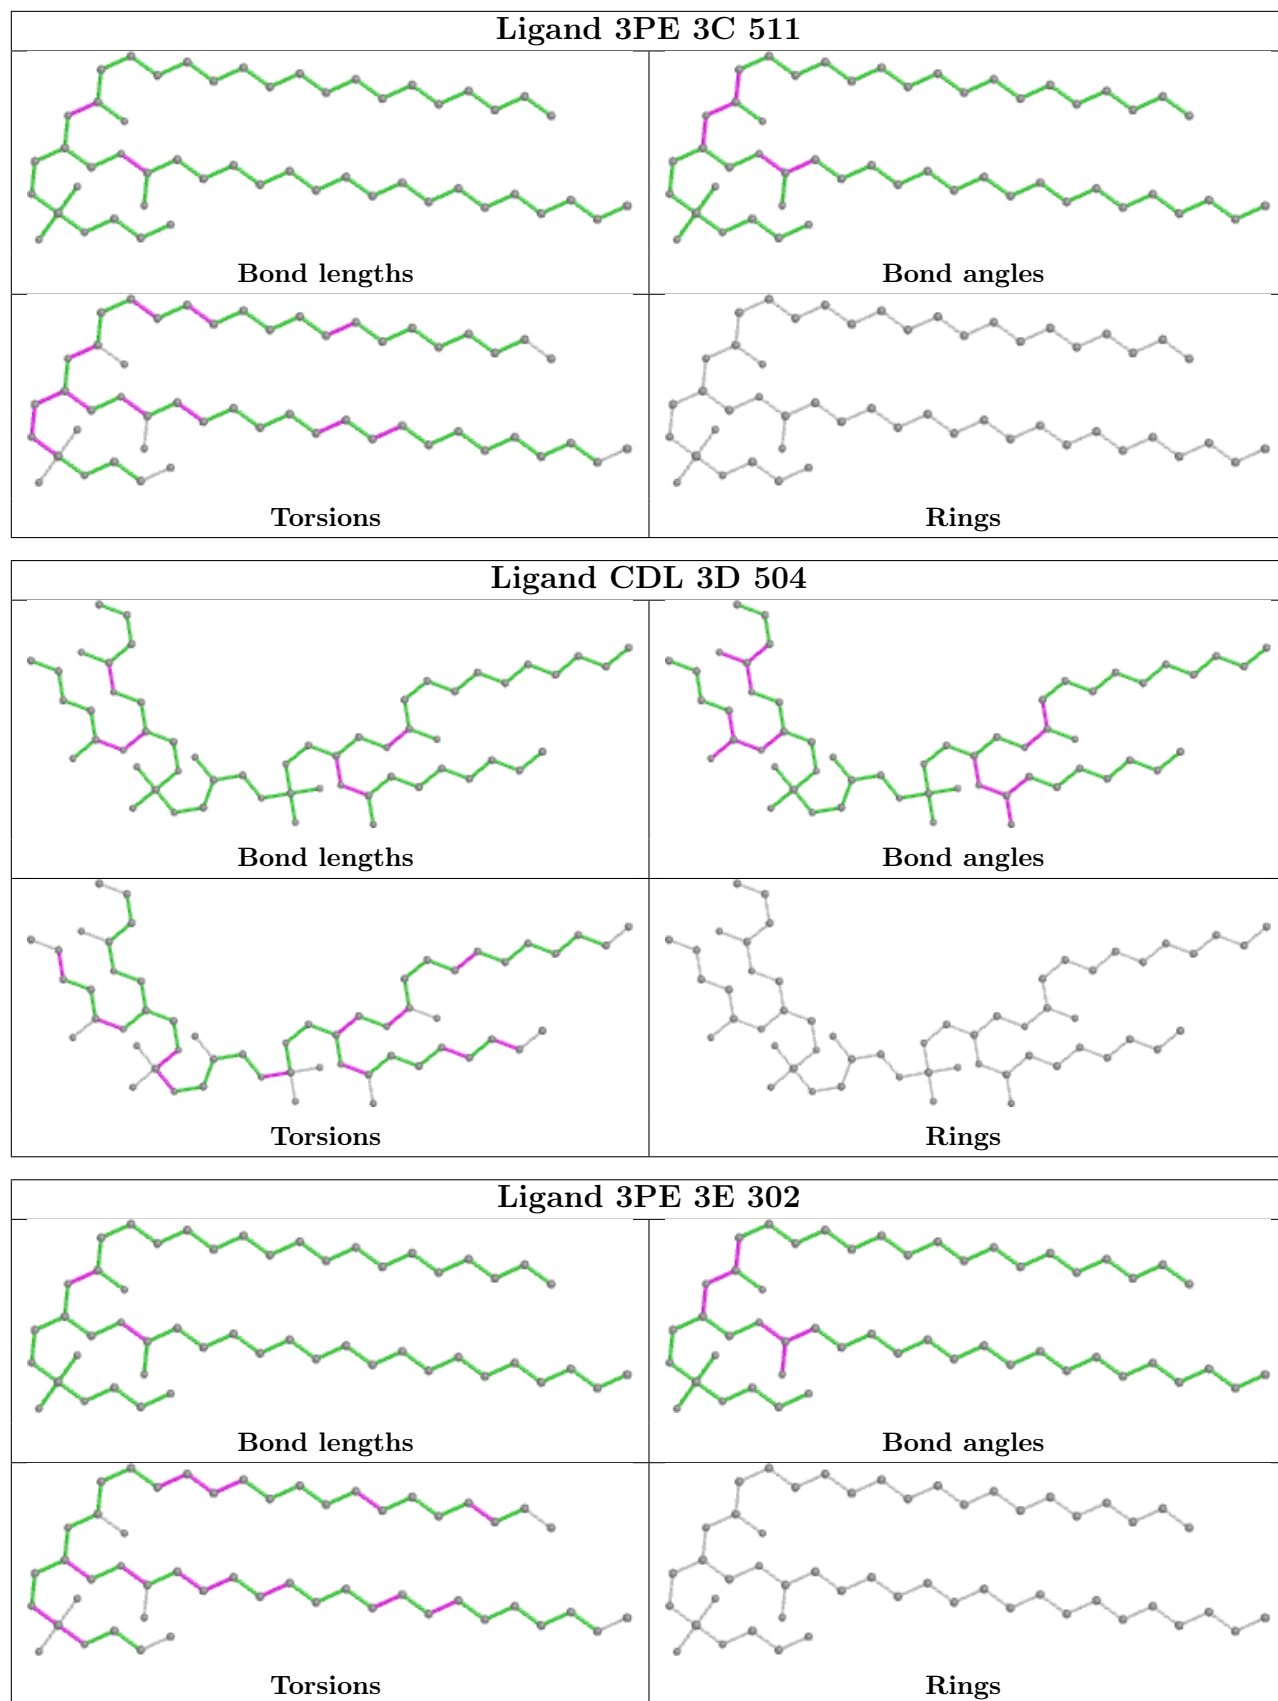 Ligand 3PE 3C 511
Bond lengths
Bond angles
Torsions
Rings
Ligand CDL 3D 504
Bond lengths
Bond angles
Torsions
Rings
Ligand 3PE 3E 302
Bond lengths
Bond angles
Torsions
Rings